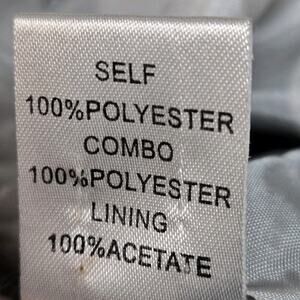 SELF
100%POLYESTER
COMBO
100%POLYESTER
LINING
100%ACETATE